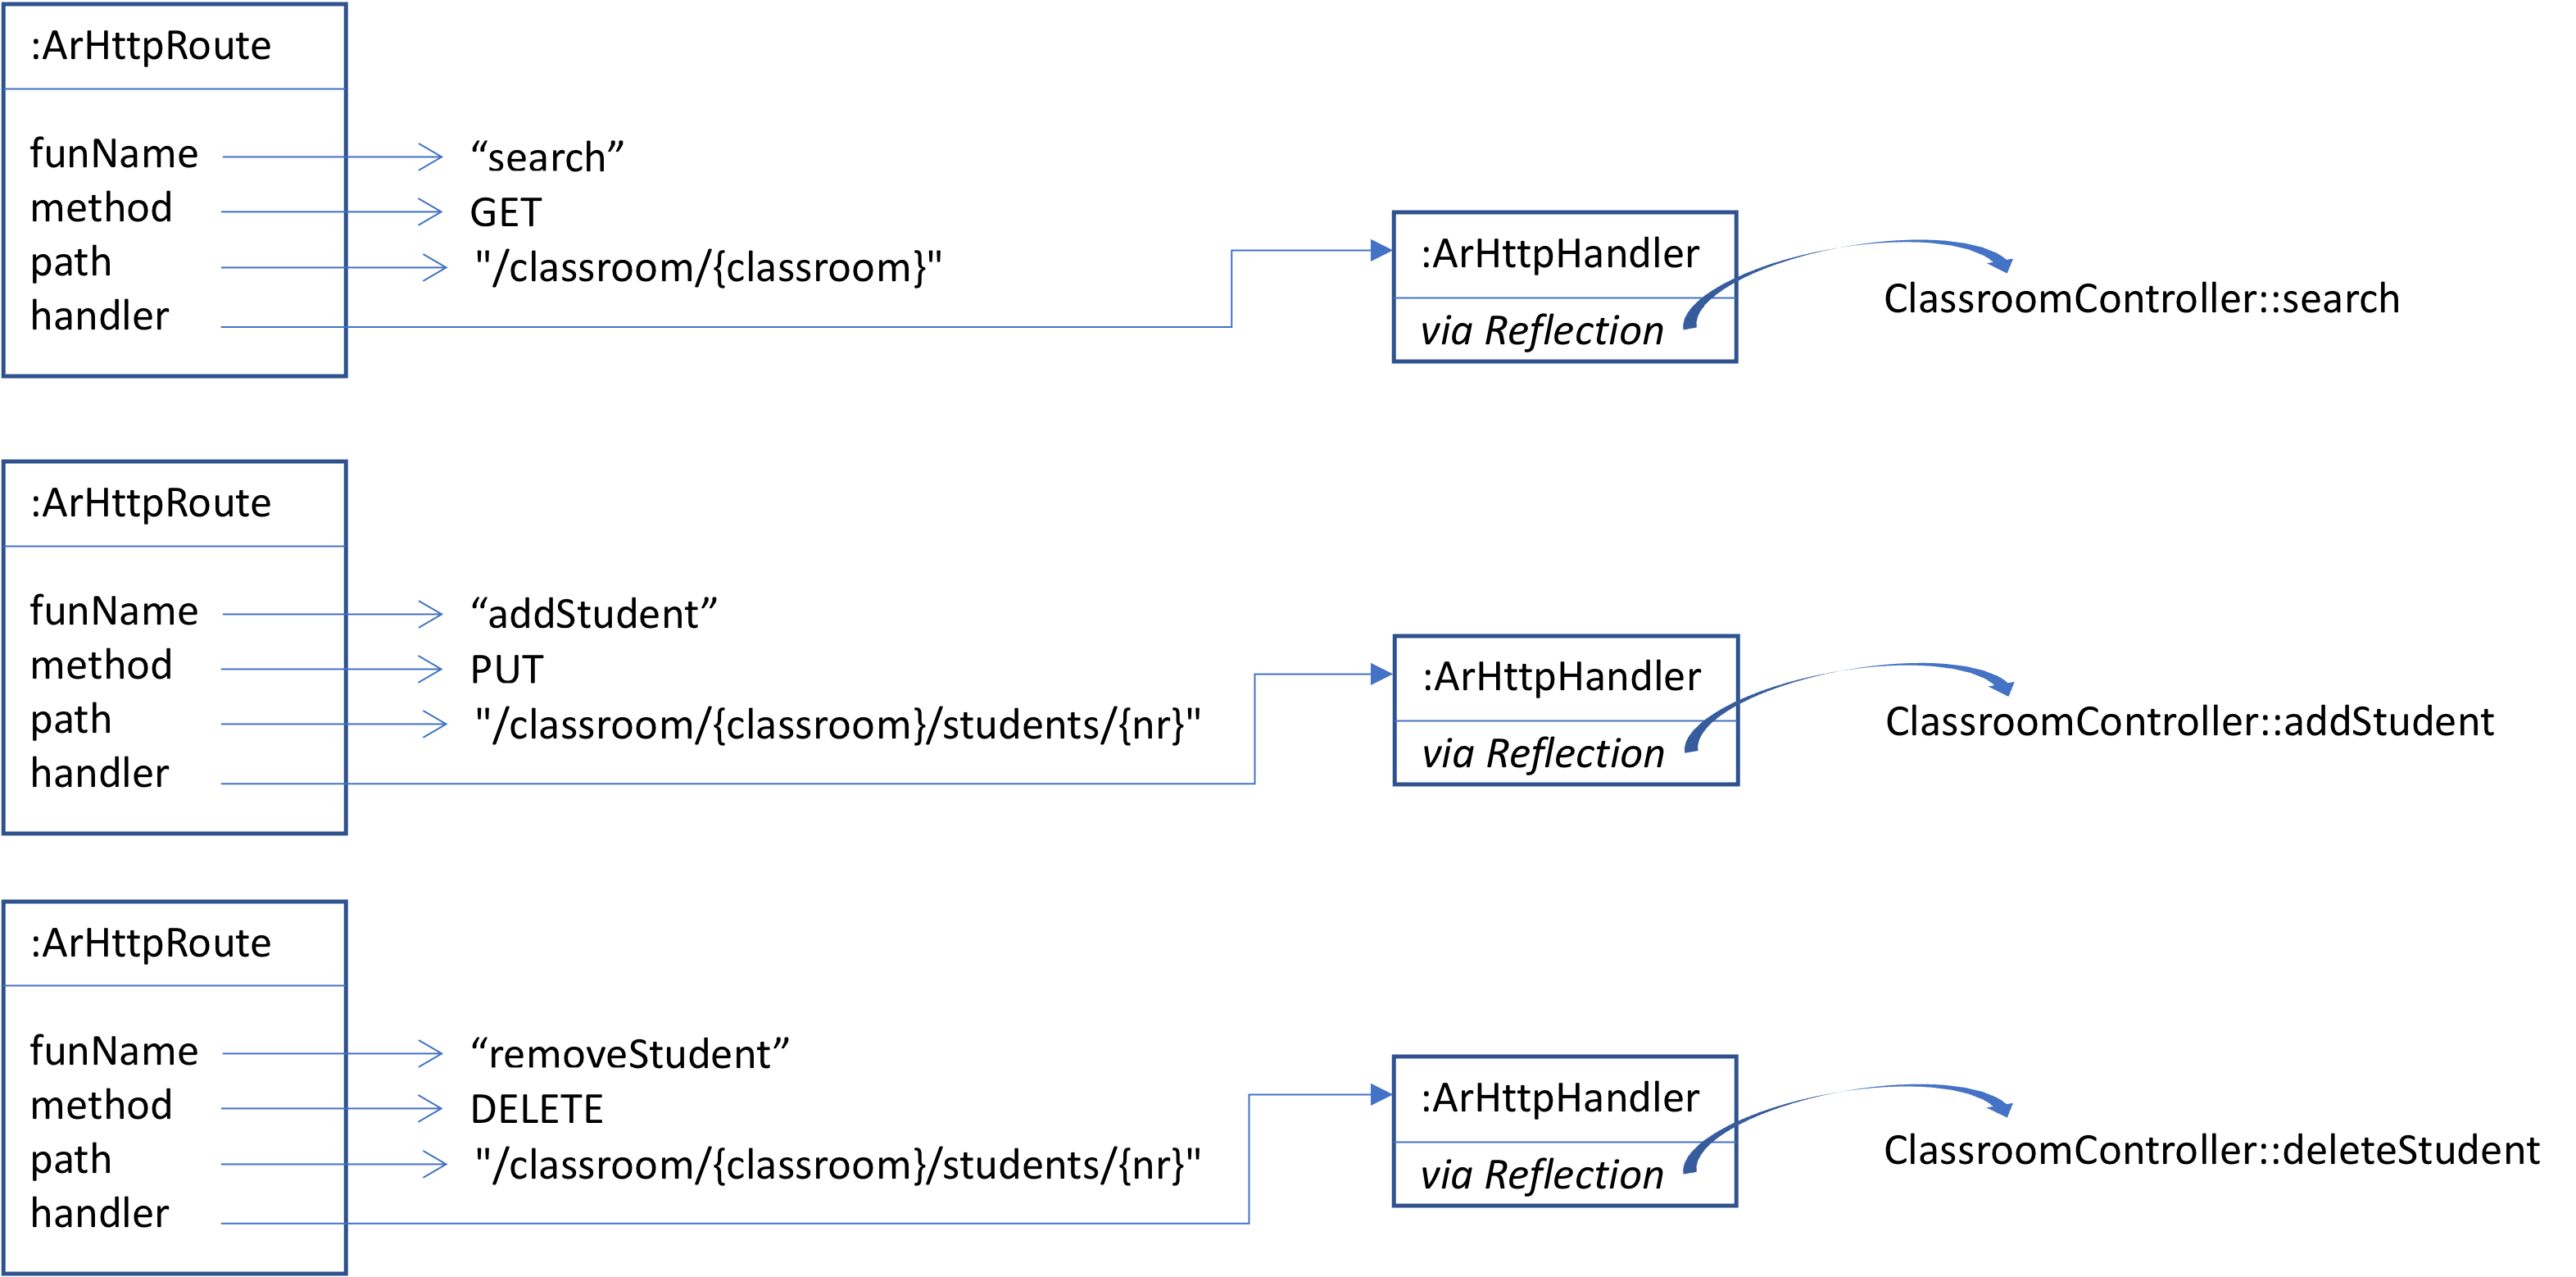 :ArHttpRoute
funName “search”
method GET
path "/classroom/{classroom}"
handler
:ArHttpHandler
via Reflection
ClassroomController::search
:ArHttpRoute
funName “addStudent”
method PUT
path "/classroom/{classroom}/students/{nr}"
handler
:ArHttpHandler
via Reflection
ClassroomController::addStudent
:ArHttpRoute
funName “removeStudent”
method DELETE
path "/classroom/{classroom}/students/{nr}"
handler
:ArHttpHandler
via Reflection
ClassroomController::deleteStudent